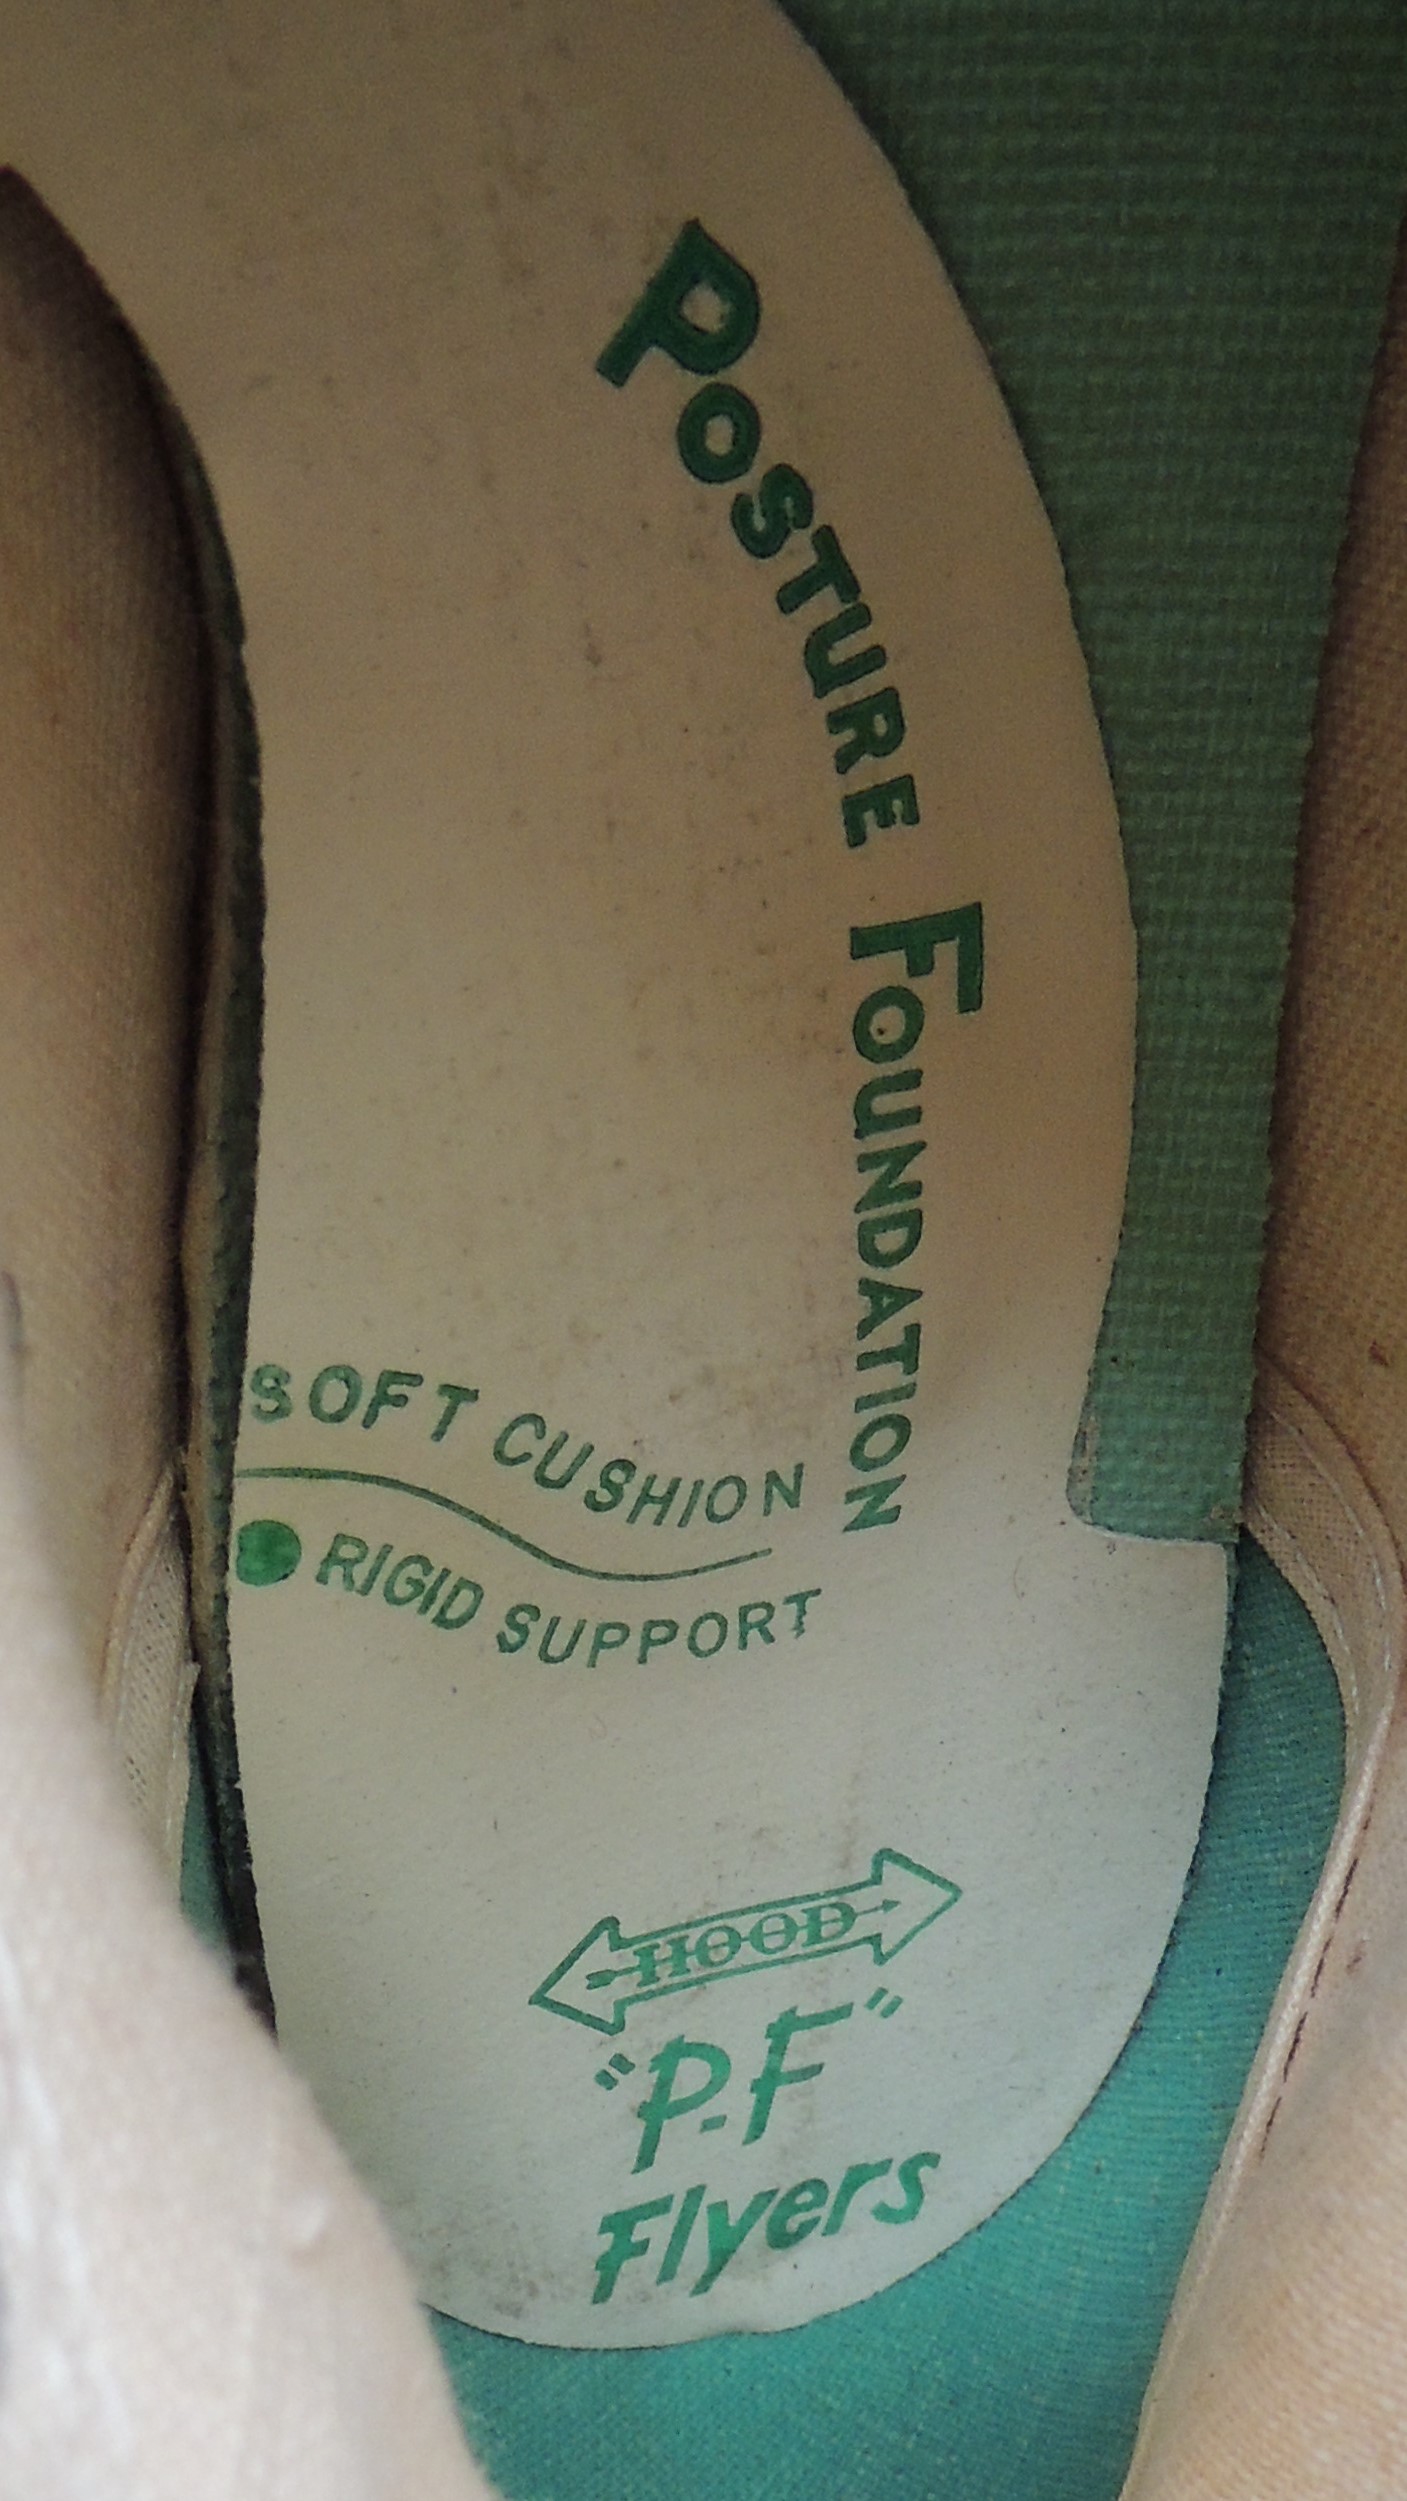 POSTURE FOUNDATION
SOFT CUSHION
RIGID SUPPORT
HOOD
"P-F"
Flyers